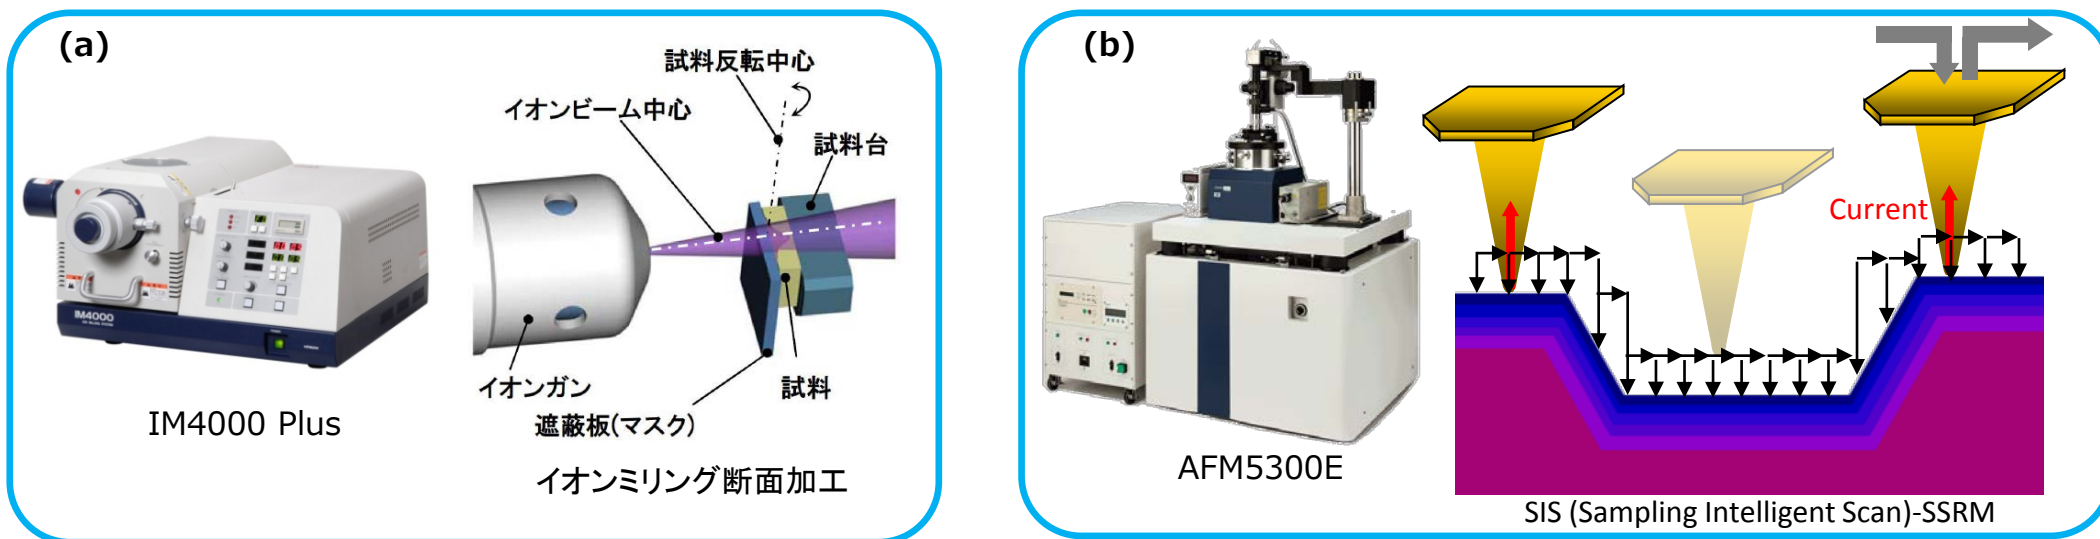 (a)
試料反転中心
イオンビーム中心
試料台
イオンガン
試料
遮蔽板(マスク)
IM4000
IM4000 Plus
イオンミリング断面加工
(b)
Current
AFM5300E
SIS (Sampling Intelligent Scan)-SSRM